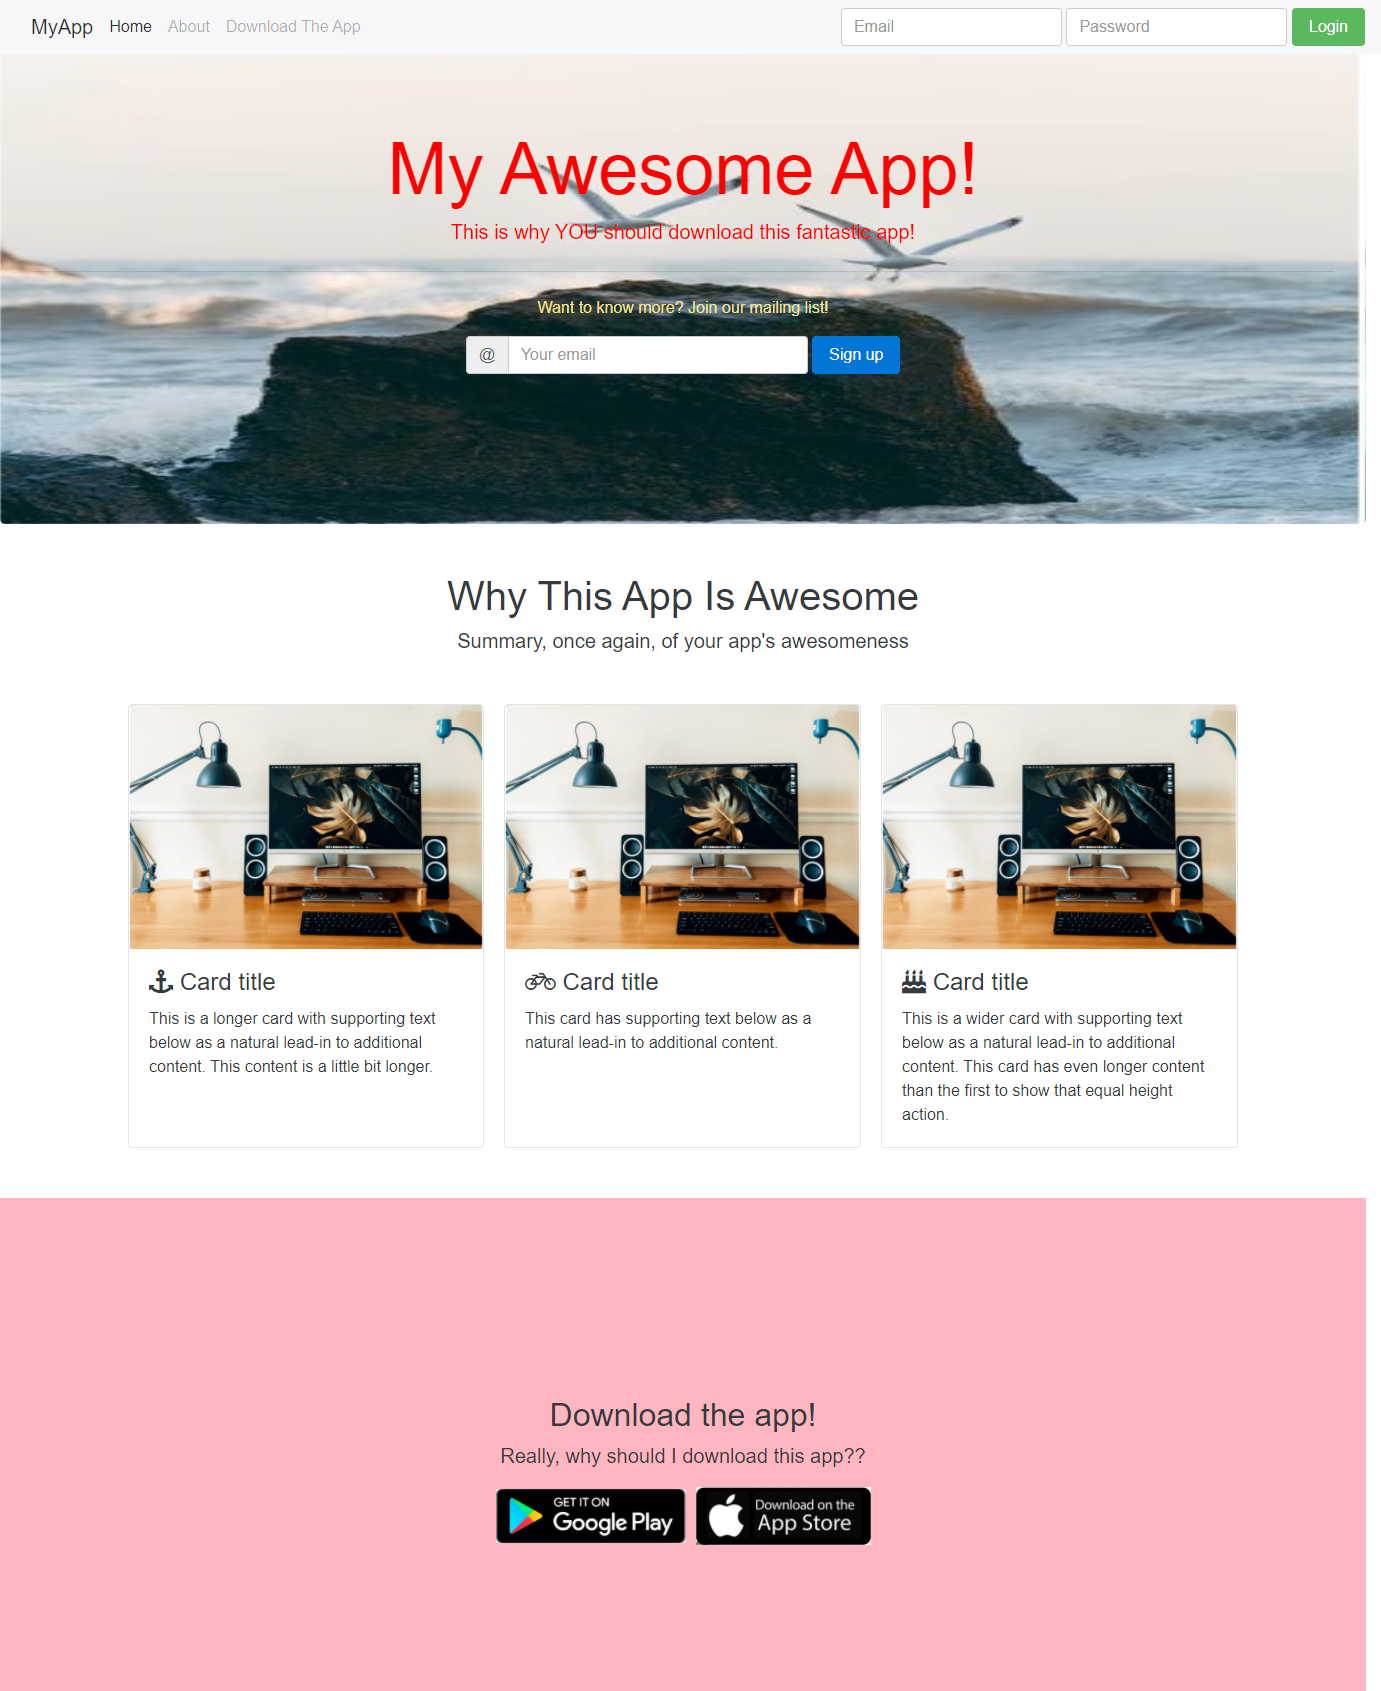 MyApp Home About Download The App Email Password Login
My Awesome App!
This is why YOU should download this fantastic app!
Want to know more? Join our mailing list!
@ Your email Sign up
Why This App Is Awesome
Summary, once again, of your app's awesomeness
Card title
This is a longer card with supporting text
below as a natural lead-in to additional
content. This content is a little bit longer.
Card title
This card has supporting text below as a
natural lead-in to additional content.
Card title
This is a wider card with supporting text
below as a natural lead-in to additional
content. This card has even longer content
than the first to show that equal height
action.
Download the app!
Really, why should I download this app??
GET IT ON
Google Play
Download on the
App Store